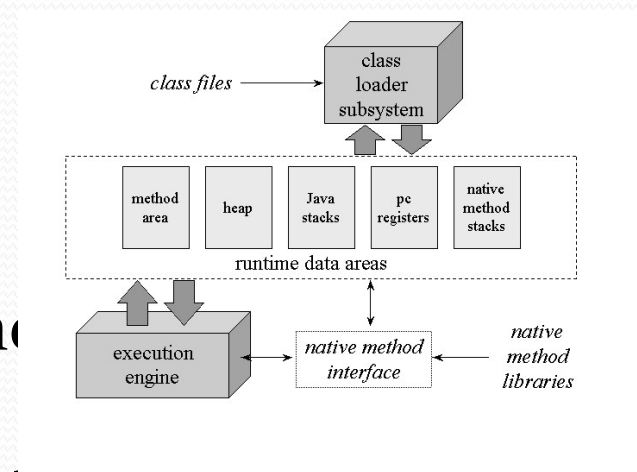 class files
class
loader
subsystem
method
area
heap
Java
stacks
pc
registers
native
method
stacks
runtime data areas
execution
engine
native method
interface
native
method
libraries